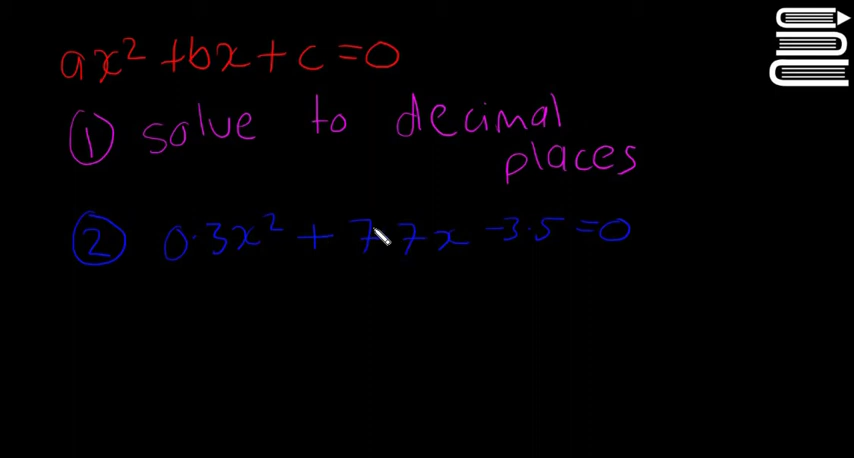 ax² + bx + c = 0
① solve to decimal
places
② 0.3x² + 7.7x - 3.5 = 0